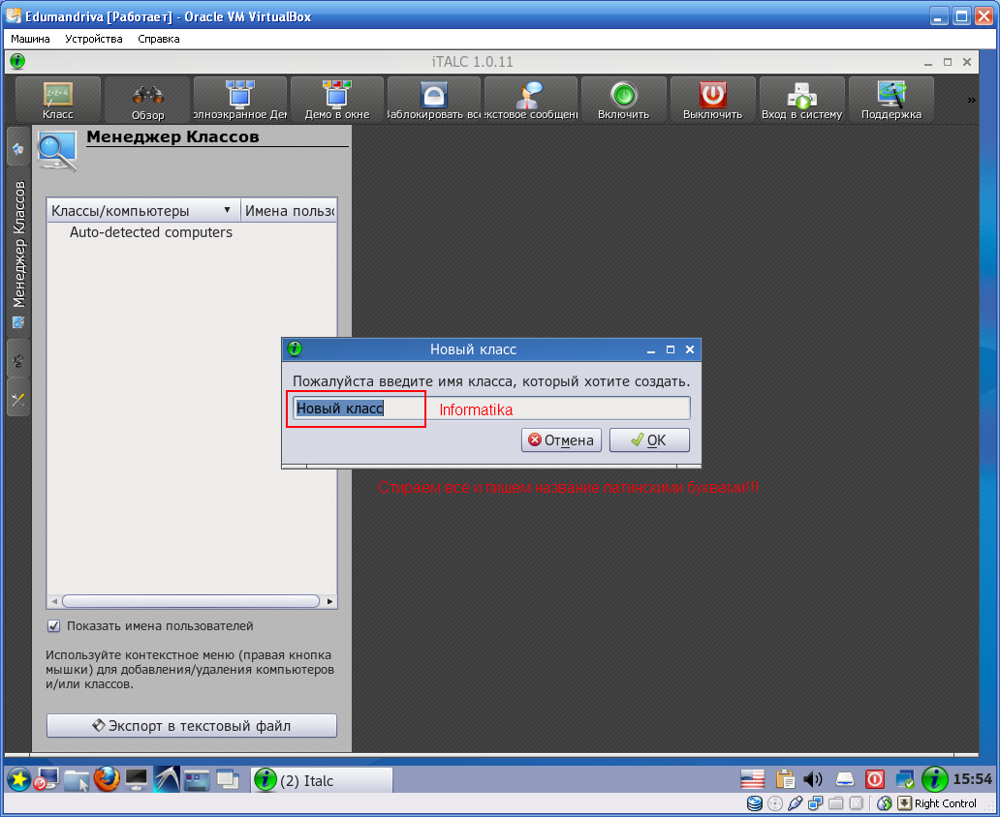 Edumandriva [Работает] - Oracle VM VirtualBox
Машина Устройства Справка
iTALC 1.0.11
Класс
Обзор
олноэкранное Дем
Демо в окне
Заблокировать все
екстовое сообщени
Включить
Выключить
Вход в систему
Поддержка
»
Менеджер Классов
Менеджер Классов
Классы/компьютеры
Имена пользо
Auto-detected computers
Новый класс
Пожалуйста введите имя класса, который хотите создать.
Новый класс
Informatika
Отмена
OK
Стираем все и пишем название латинскими буквами!!!
Показать имена пользователей
Используйте контекстное меню (правая кнопка
мышки) для добавления/удаления компьютеров
и/или классов.
Экспорт в текстовый файл
(2) Italc
15:54
Right Control